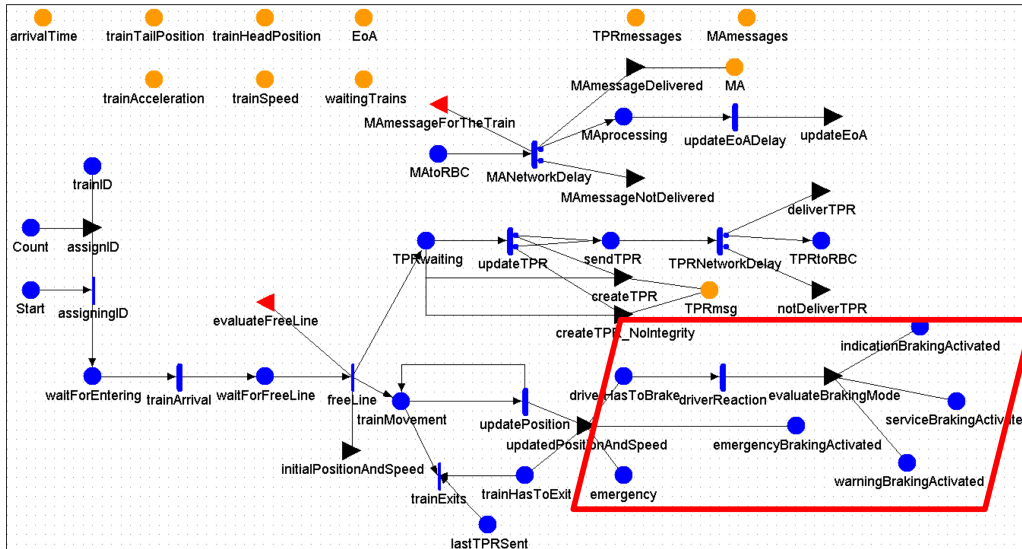 arrivalTime
trainTailPosition
trainHeadPosition
EoA
TPRmessages
MAmessages
trainAcceleration
trainSpeed
waitingTrains
MAmessageDelivered
MA
MAmessageForTheTrain
MAprocessing
updateEoADelay
updateEoA
MAtoRBC
MANetworkDelay
MAmessageNotDelivered
trainID
Count
assignID
Start
assigningID
deliverTPR
TPRwaiting
updateTPR
sendTPR
TPRNetworkDelay
TPRtoRBC
createTPR
TPRmsg
notDeliverTPR
evaluateFreeLine
createTPR_NoIntegrity
indicationBrakingActivated
waitForEntering
trainArrival
waitForFreeLine
freeLine
trainMovement
updatePosition
driverHasToBrake
driverReaction
evaluateBrakingMode
serviceBrakingActivate
updatedPositionAndSpeed
emergencyBrakingActivated
initialPositionAndSpeed
trainExits
trainHasToExit
emergency
warningBrakingActivated
lastTPRSent